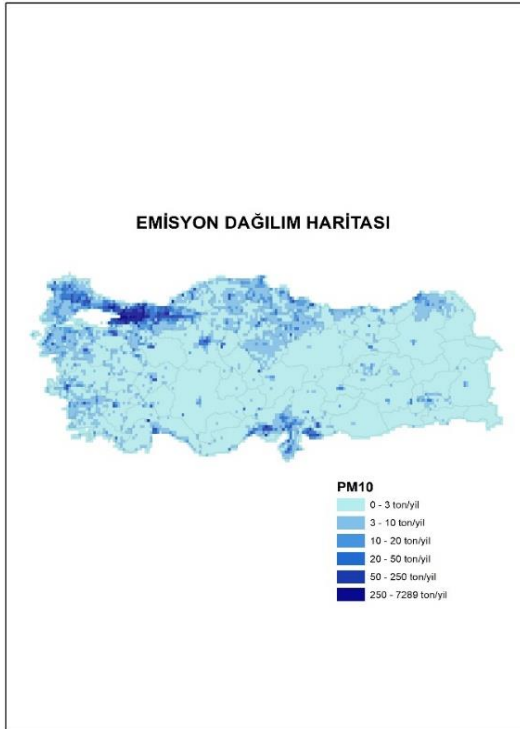 EMİSYON DAĞILIM HARİTASI
PM10
0 - 3 ton/yil
3 - 10 ton/yil
10 - 20 ton/yil
20 - 50 ton/yil
50 - 250 ton/yil
250 - 7289 ton/yil